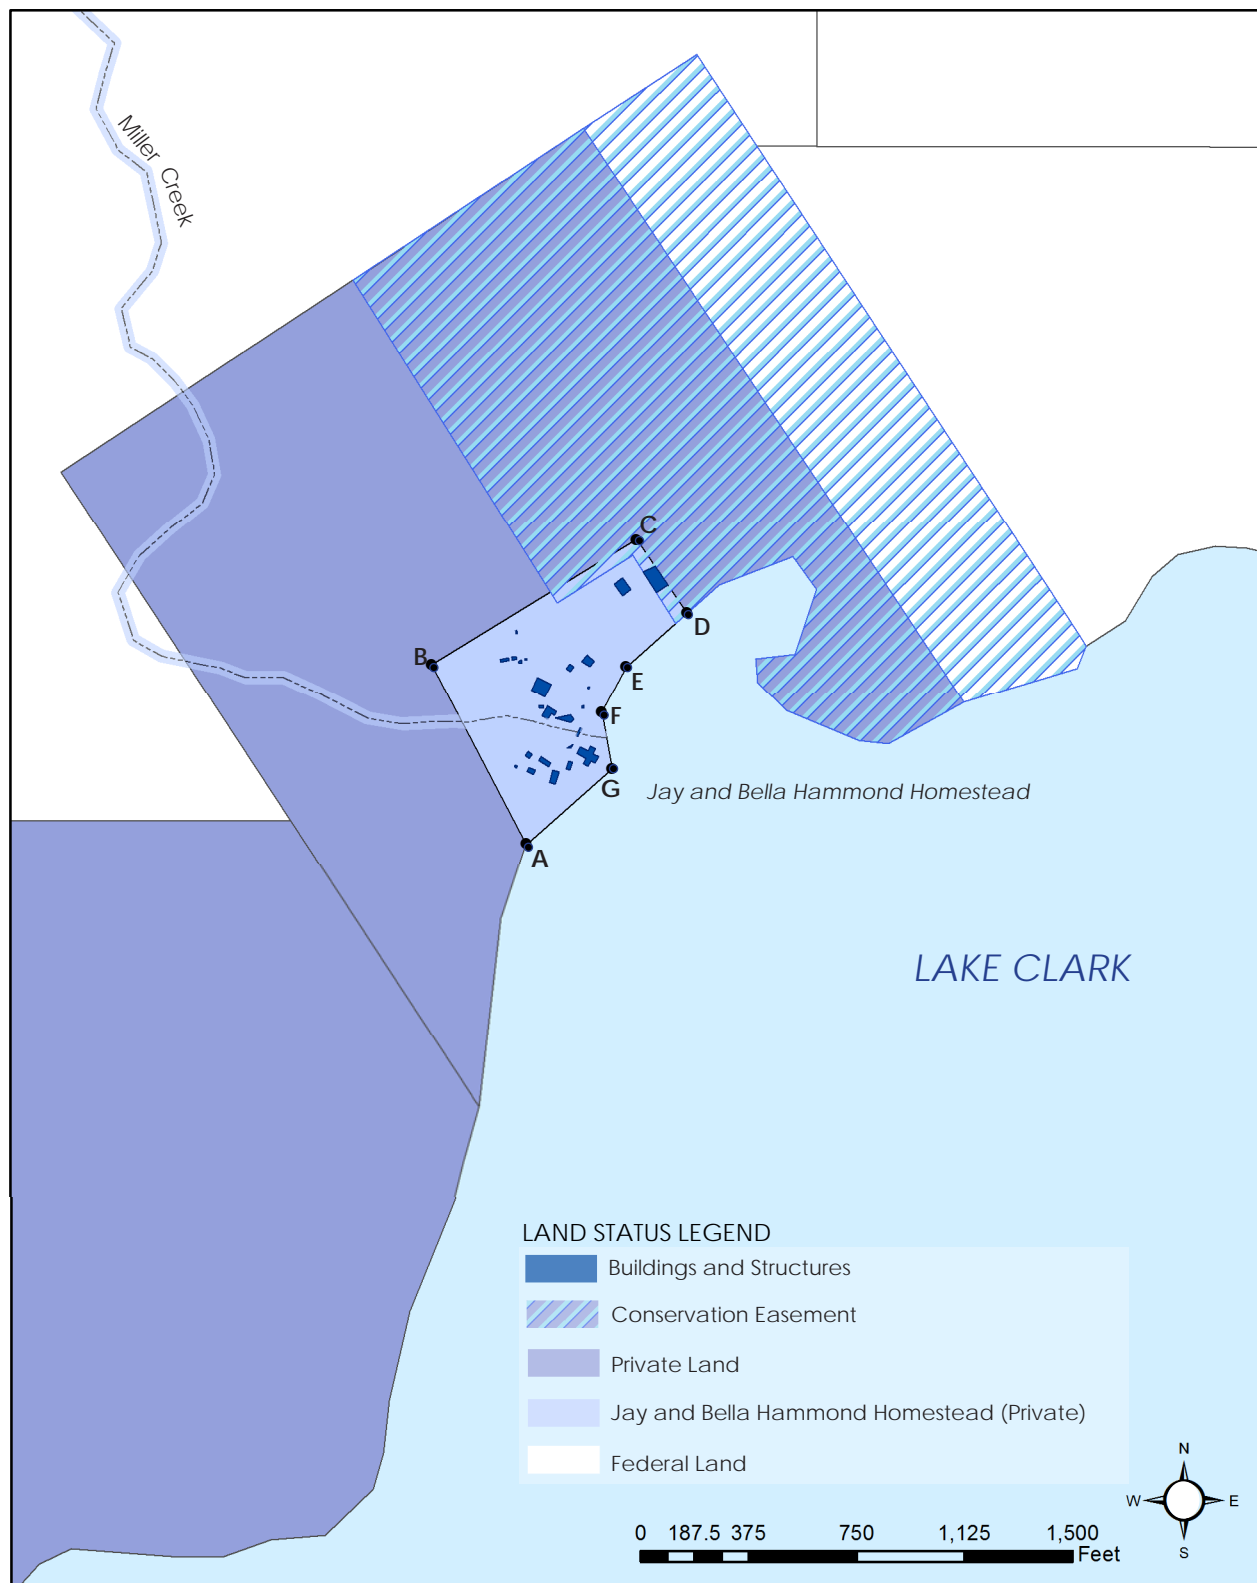 Miller Creek
C
D
B
E
F
G
Jay and Bella Hammond Homestead
A
LAKE CLARK
LAND STATUS LEGEND
Buildings and Structures
Conservation Easement
Private Land
Jay and Bella Hammond Homestead (Private)
Federal Land
N
W E
S
0 187.5 375 750 1,125 1,500
Feet